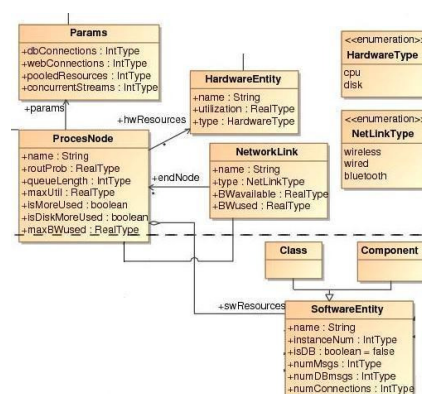 Params
+dbConnections : IntType
+webConnections : IntType
+pooledResources : IntType
+concurrentStreams : IntType
+params
HardwareEntity
+name : String
+utilization : RealType
+type : HardwareType
<<enumeration>>
HardwareType
cpu
disk
+hwResources
*
ProcesNode
+name : String
+routProb : RealType
+queueLength : IntType
+maxUtil : RealType
+isMoreUsed : boolean
+isDiskMoreUsed : boolean
+maxBWused : RealType
+endNode
*
NetworkLink
+name : String
+type : NetLinkType
+BWavailable : RealType
+BWused : RealType
<<enumeration>>
NetLinkType
wireless
wired
bluetooth
Class
Component
+swResources
SoftwareEntity
+name : String
+instanceNum : IntType
+isDB : boolean = false
+numMsgs : IntType
+numDBmsgs : IntType
+numConnections : IntType